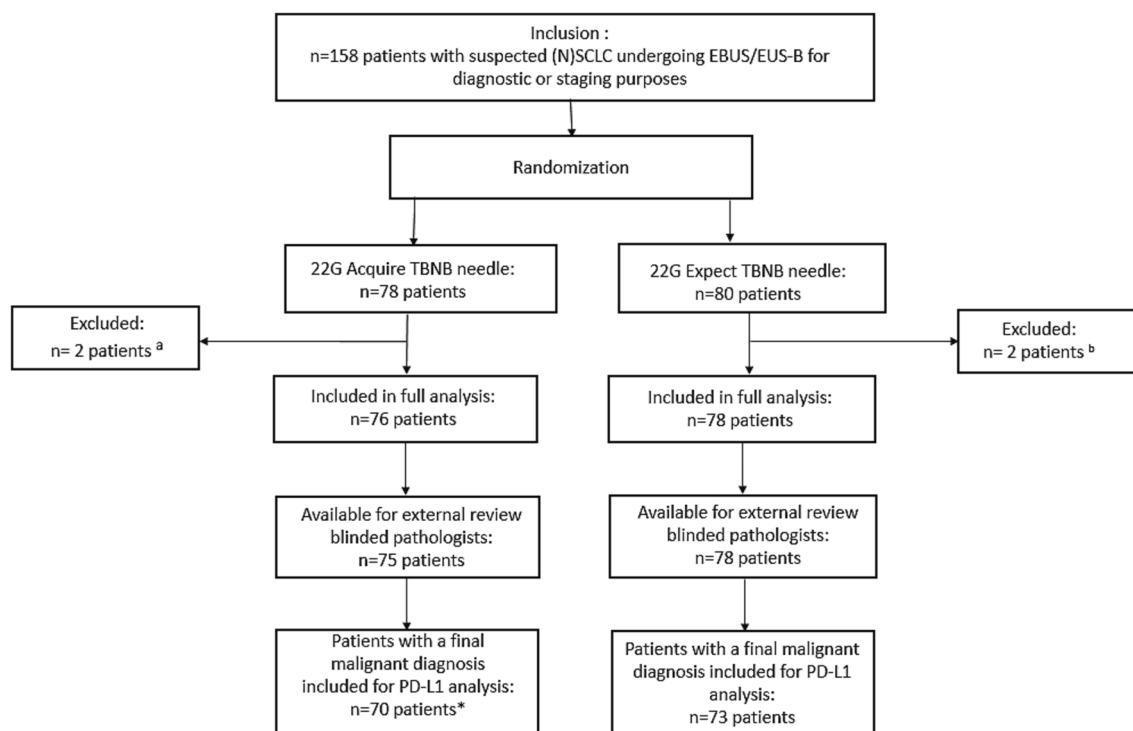 Inclusion :
n=158 patients with suspected (N)SCLC undergoing EBUS/EUS-B for
diagnostic or staging purposes
Randomization
22G Acquire TBNB needle:
n=78 patients
22G Expect TBNB needle:
n=80 patients
Excluded:
n= 2 patients a
Excluded:
n= 2 patients b
Included in full analysis:
n=76 patients
Included in full analysis:
n=78 patients
Available for external review
blinded pathologists:
n=75 patients
Available for external review
blinded pathologists:
n=78 patients
Patients with a final
malignant diagnosis
included for PD-L1 analysis:
n=70 patients*
Patients with a final malignant
diagnosis included for PD-L1
analysis:
n=73 patients